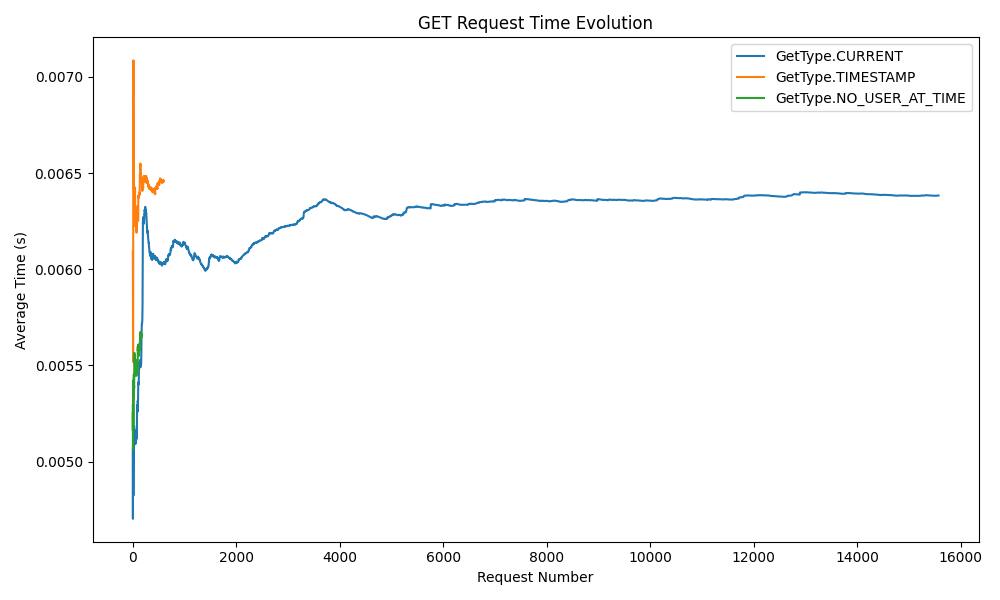 GET Request Time Evolution
GetType.CURRENT
GetType.TIMESTAMP
GetType.NO_USER_AT_TIME
Average Time (s)
0.0070
0.0065
0.0060
0.0055
0.0050
0 2000 4000 6000 8000 10000 12000 14000 16000
Request Number